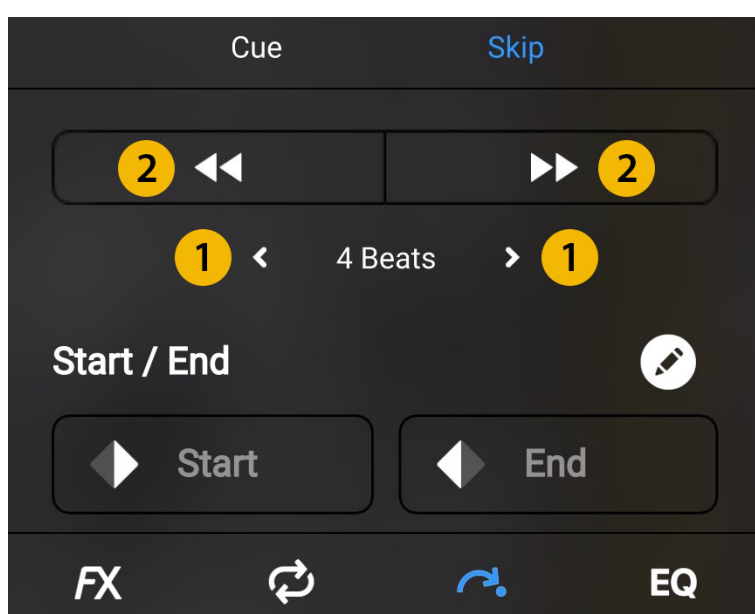 Cue Skip
2 2
1 4 Beats 1
Start / End
Start End
FX EQ